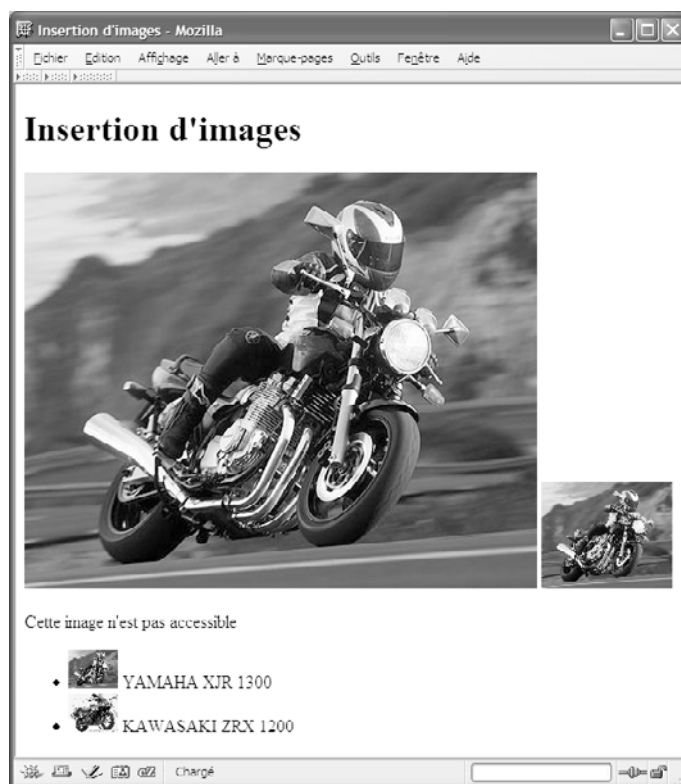 Insertion d'images - Mozilla
Fichier Edition Affichage Aller à Marque-pages Outils Fenêtre Aide
Insertion d'images
Cette image n'est pas accessible
YAMAHA XJR 1300
KAWASAKI ZRX 1200
Chargé